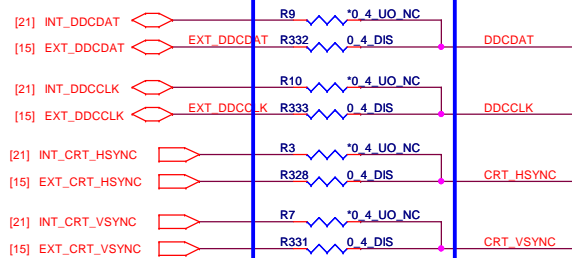 [21] INT_DDCDAT R9 *0_4_UO_NC
[15] EXT_DDCDAT EXT_DDCDAT R332 0_4_DIS DDCDAT
[21] INT_DDCCLK R10 *0_4_UO_NC
[15] EXT_DDCCLK EXT_DDCCLK R333 0_4_DIS DDCCLK
[21] INT_CRT_HSYNC R3 *0_4_UO_NC
[15] EXT_CRT_HSYNC R328 0_4_DIS CRT_HSYNC
[21] INT_CRT_VSYNC R7 *0_4_UO_NC
[15] EXT_CRT_VSYNC R331 0_4_DIS CRT_VSYNC